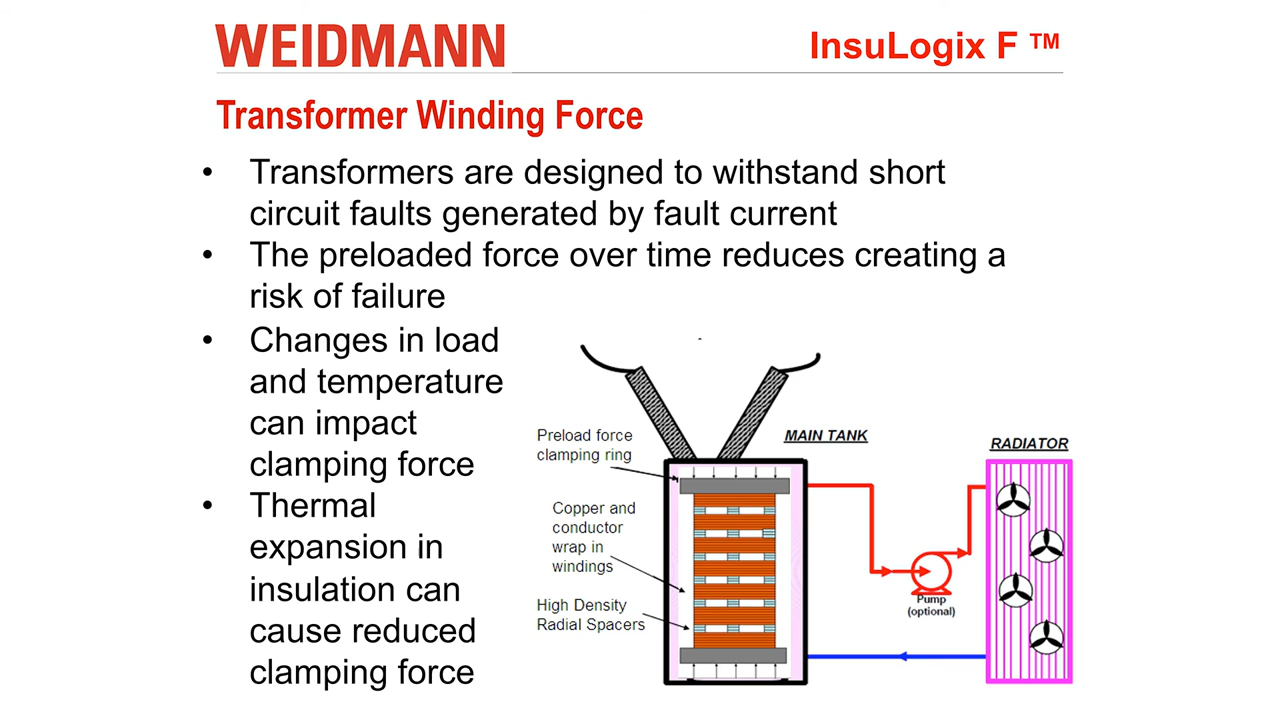 WEIDMANN
InsuLogix F ™
Transformer Winding Force
• Transformers are designed to withstand short
circuit faults generated by fault current
• The preloaded force over time reduces creating a
risk of failure
• Changes in load
and temperature
can impact
clamping force
• Thermal
expansion in
insulation can
cause reduced
clamping force
Preload force
clamping ring
Copper and
conductor
wrap in
windings
High Density
Radial Spacers
MAIN TANK
RADIATOR
Pump
(optional)